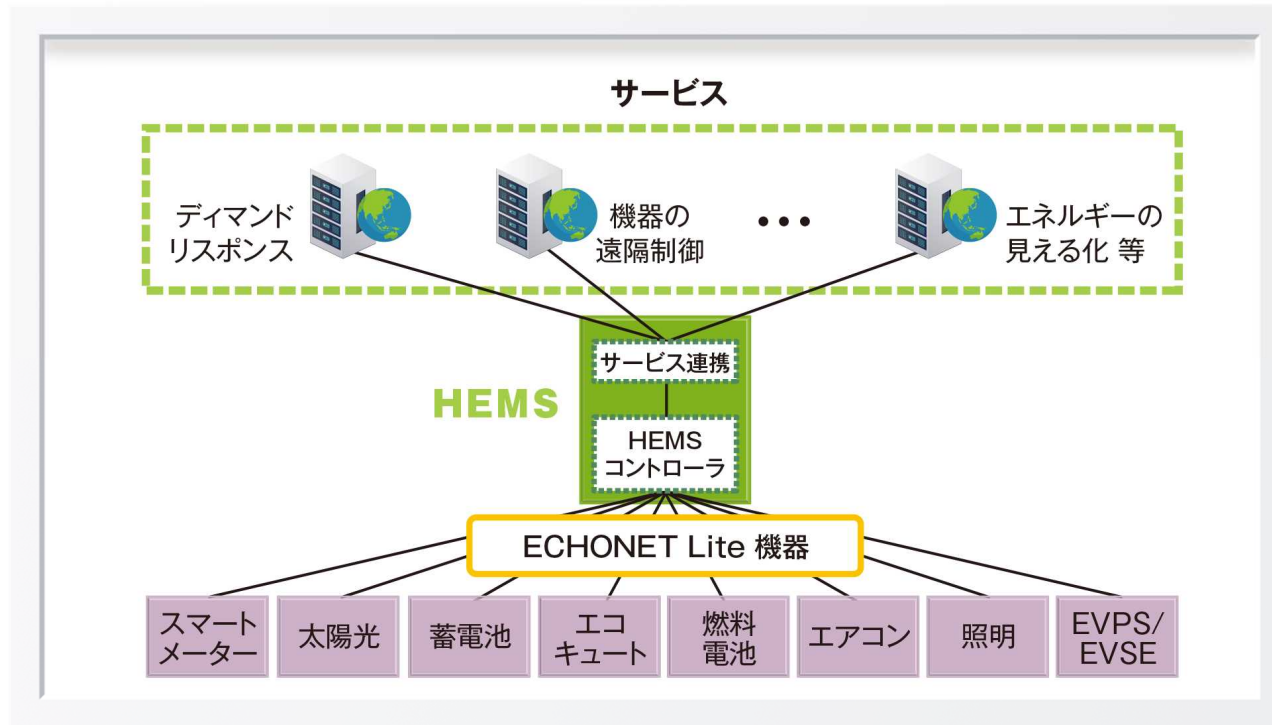 サービス
ディマンド
リスポンス
機器の
遠隔制御
•••
エネルギーの
見える化 等
サービス連携
HEMS
HEMS
コントローラ
ECHONET Lite 機器
スマート
メーター
太陽光
蓄電池
エコ
キュート
燃料
電池
エアコン
照明
EVPS/
EVSE